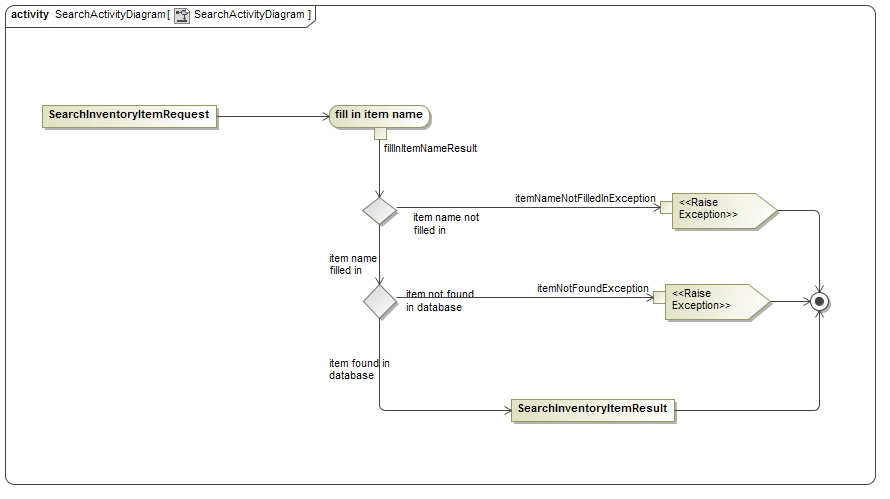 activity SearchActivityDiagram[ SearchActivityDiagram ]
SearchInventoryItemRequest
fill in item name
fillInItemNameResult
itemNameNotFilledInException
<<Raise
Exception>>
item name not
filled in
item name
filled in
itemNotFoundException
<<Raise
Exception>>
item not found
in database
item found in
database
SearchInventoryItemResult